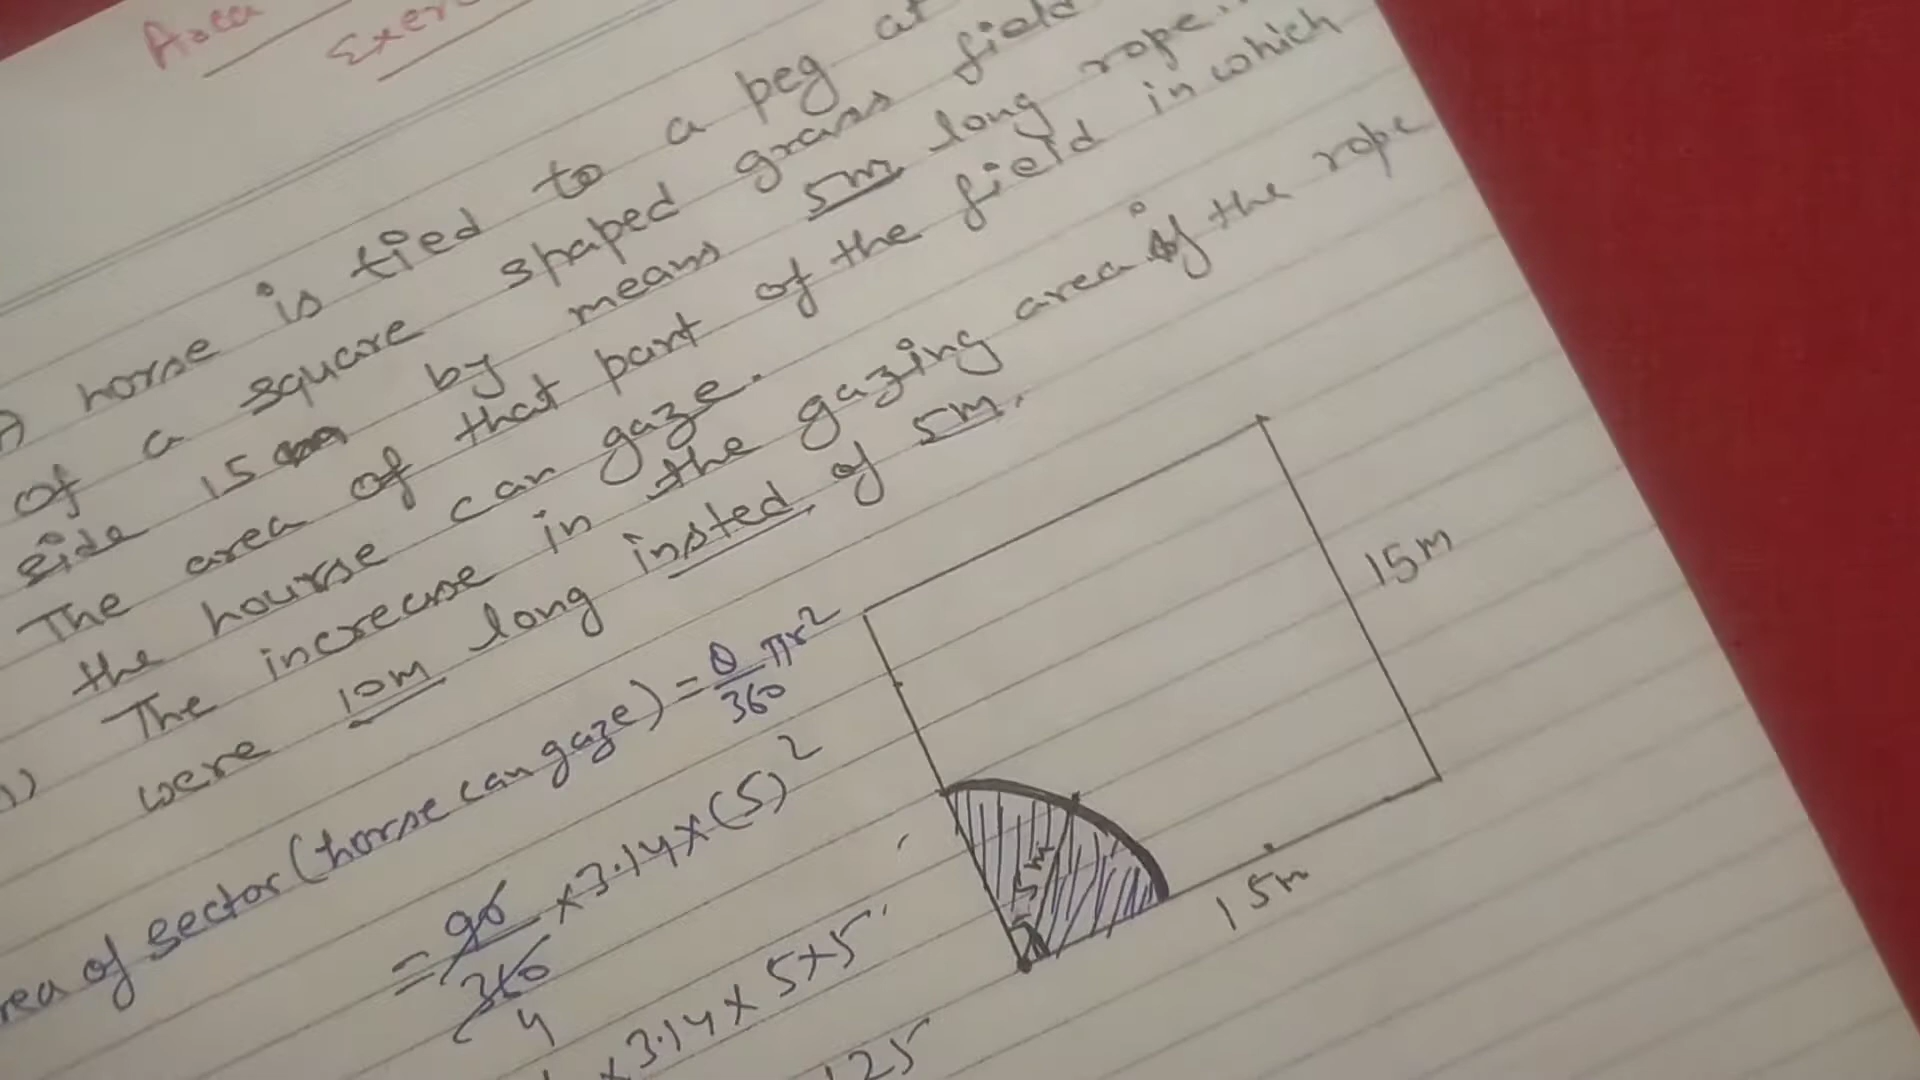 Area
Exer
horse is tied to a peg at
of a square shaped grass field
side 15 by means 5m long rope.
The area of that part of the field in which
the hourse can gaze.
The increase in the gazing area if the rope
were 10m long insted of 5m.
rea of sector (horse can gaze) = θ/360 πr²
= 90/360 × 3.14 × (5)²
4
× 3.14 × 5×5
125
15m
15m
5m